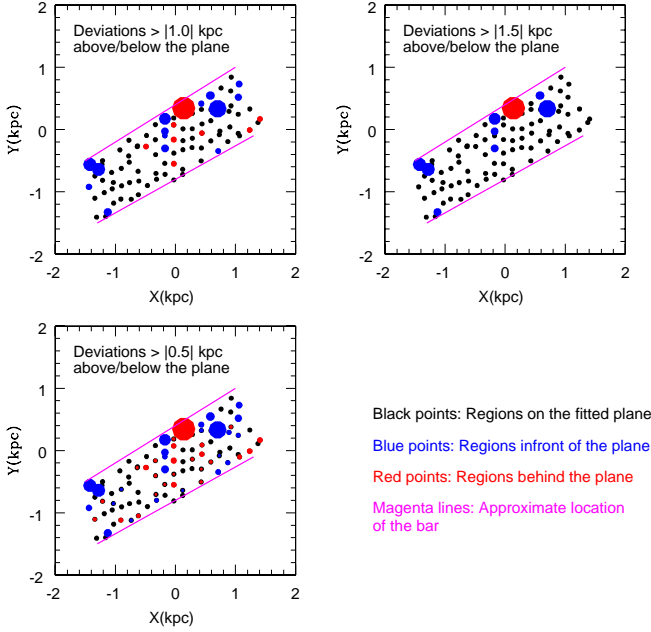 Deviations > |1.0| kpc
above/below the plane
2
1
0
-1
-2
Y(kpc)
-2
-1
0
1
2
X(kpc)
Deviations > |1.5| kpc
above/below the plane
2
1
0
-1
-2
Y(kpc)
-2
-1
0
1
2
X(kpc)
Deviations > |0.5| kpc
above/below the plane
2
1
0
-1
-2
Y(kpc)
-2
-1
0
1
2
X(kpc)
Black points: Regions on the fitted plane
Blue points: Regions infront of the plane
Red points: Regions behind the plane
Magenta lines: Approximate location
of the bar